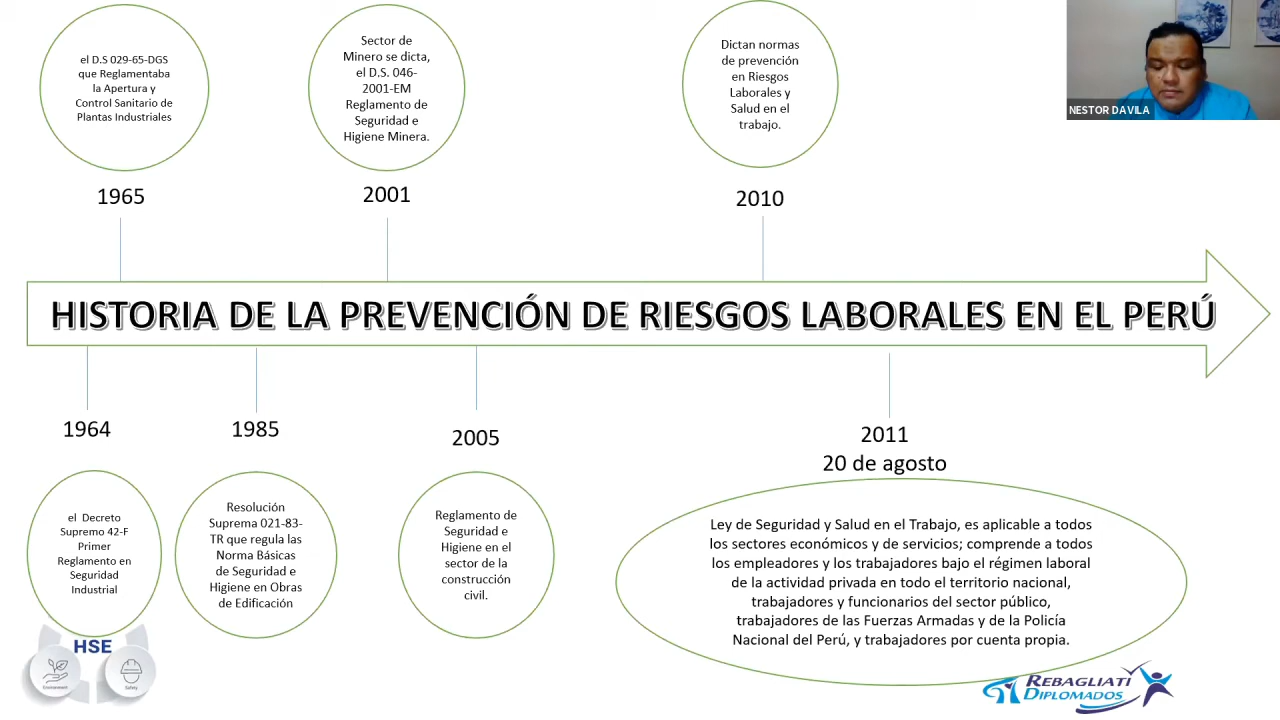 el D.S 029-65-DGS
que Reglamentaba
la Apertura y
Control Sanitario de
Plantas Industriales
1965
Sector de
Minero se dicta,
el D.S. 046-
2001-EM
Reglamento de
Seguridad e
Higiene Minera.
2001
Dictan normas
de prevención
en Riesgos
Laborales y
Salud en el
trabajo.
2010
NESTOR DAVILA
HISTORIA DE LA PREVENCIÓN DE RIESGOS LABORALES EN EL PERÚ
1964
el Decreto
Supremo 42-F
Primer
Reglamento en
Seguridad
Industrial
1985
Resolución
Suprema 021-83-
TR que regula las
Norma Básicas
de Seguridad e
Higiene en Obras
de Edificación
2005
Reglamento de
Seguridad e
Higiene en el
sector de la
construcción
civil.
2011
20 de agosto
Ley de Seguridad y Salud en el Trabajo, es aplicable a todos
los sectores económicos y de servicios; comprende a todos
los empleadores y los trabajadores bajo el régimen laboral
de la actividad privada en todo el territorio nacional,
trabajadores y funcionarios del sector público,
trabajadores de las Fuerzas Armadas y de la Policía
Nacional del Perú, y trabajadores por cuenta propia.
HSE
Environment
Safety
REBAGLIATI
DIPLOMADOS